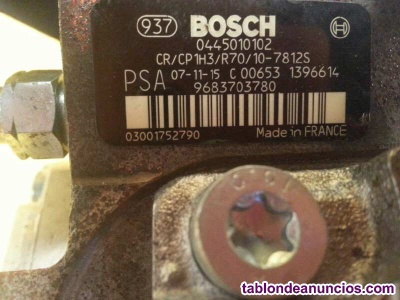 937 BOSCH
0445010102
CR/CP1H3/R70/10-7812S
PSA 07-11-15 C 00653 1396614
9683703780
03001752790 Made in FRANCE
tablondeanuncios.com